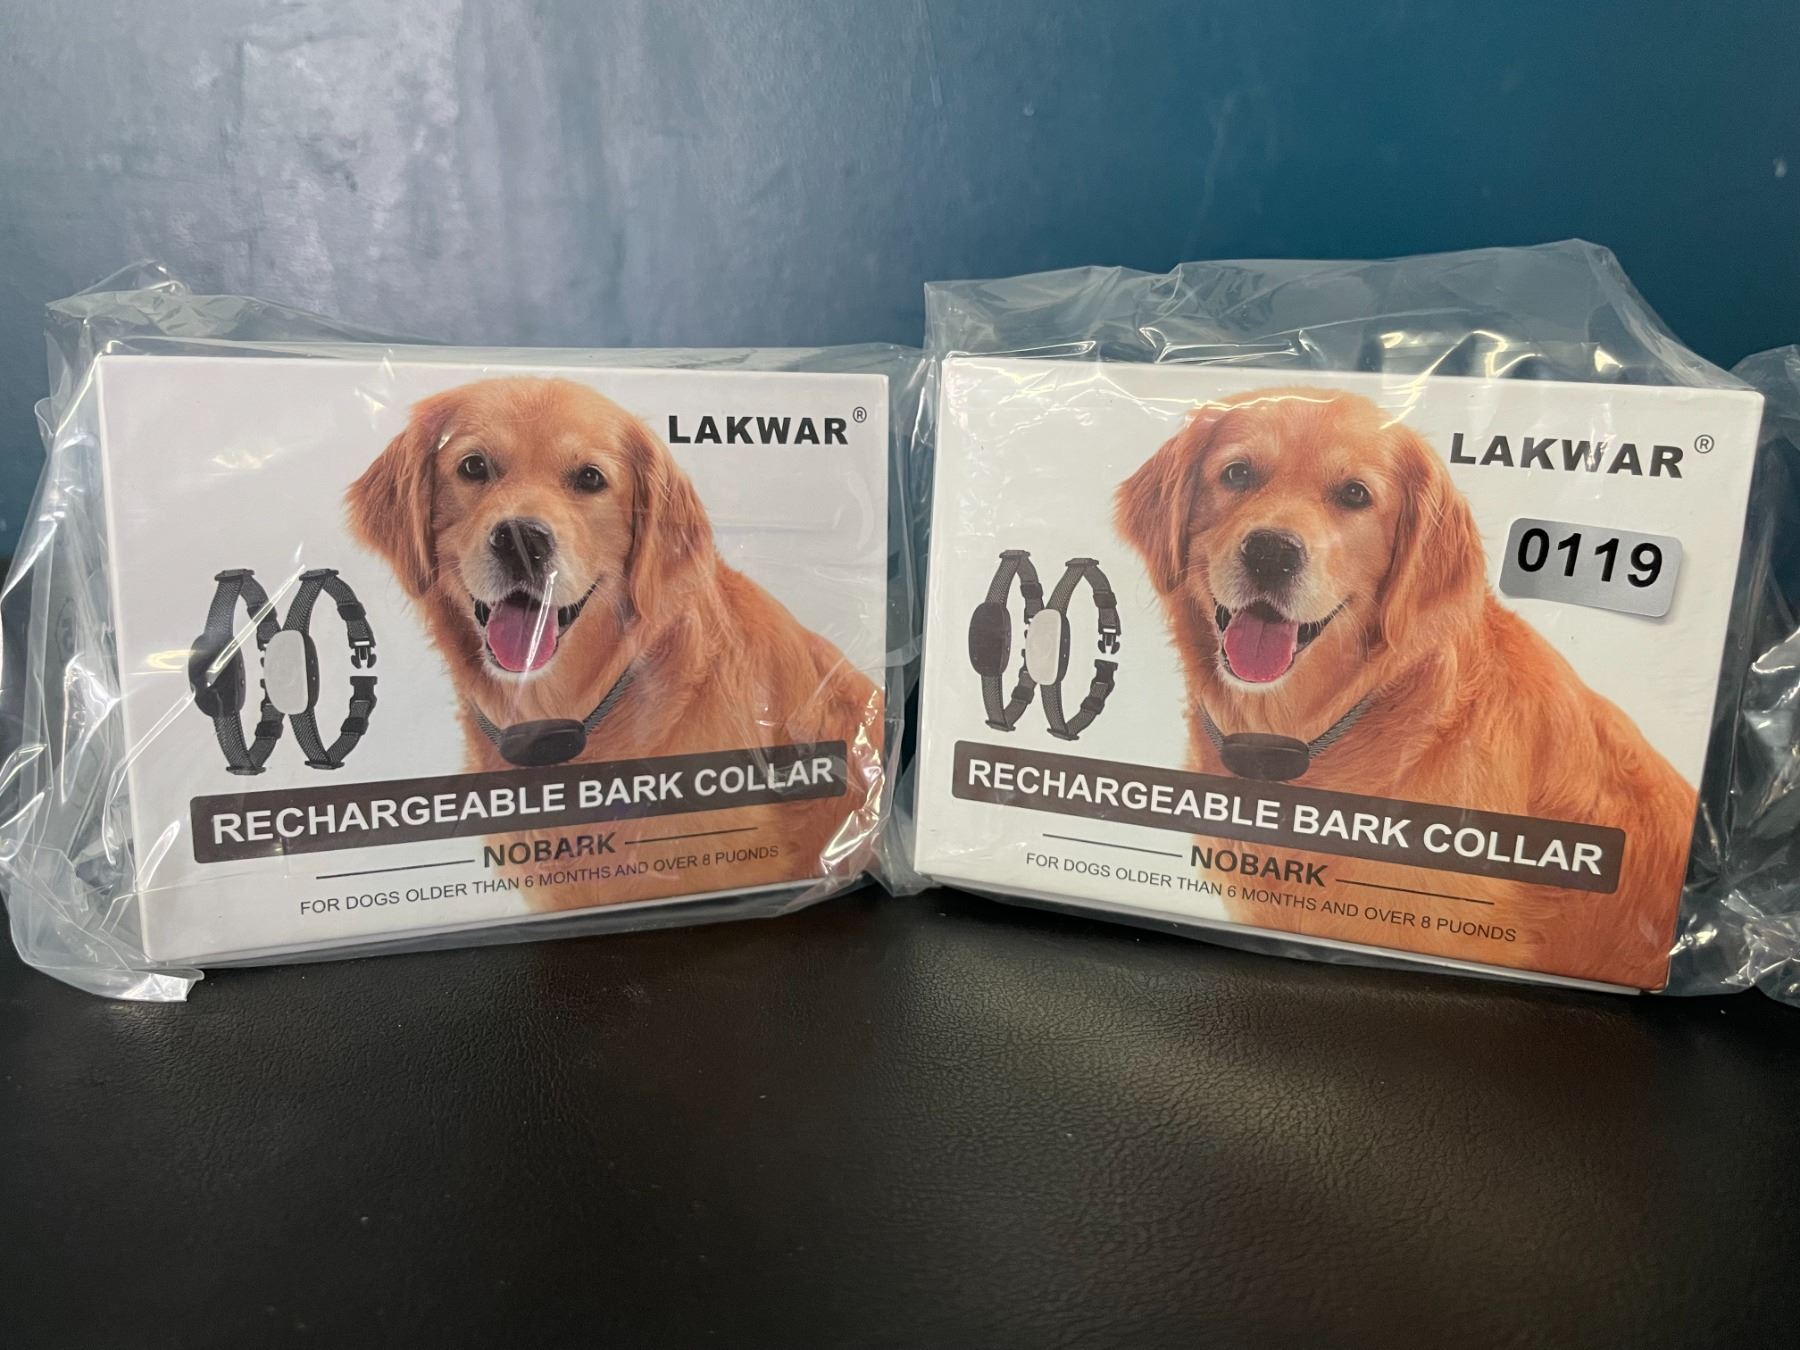 LAKWAR®
RECHARGEABLE BARK COLLAR
NOBARK
FOR DOGS OLDER THAN 6 MONTHS AND OVER 8 PUONDS
LAKWAR®
0119
RECHARGEABLE BARK COLLAR
NOBARK
FOR DOGS OLDER THAN 6 MONTHS AND OVER 8 PUONDS